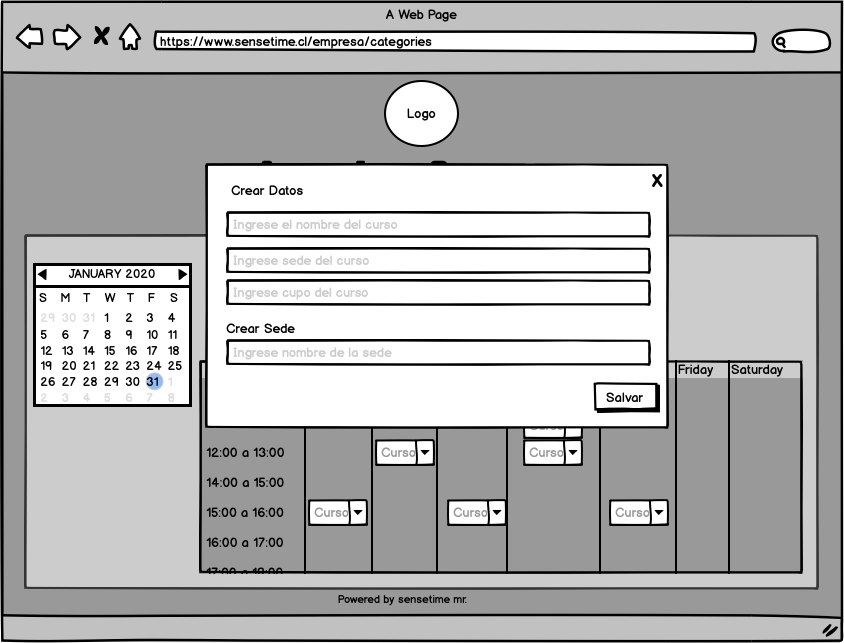 A Web Page
X
https://www.sensetime.cl/empresa/categories
Logo
X
Crear Datos
Ingrese el nombre del curso
Ingrese sede del curso
Ingrese cupo del curso
Crear Sede
Ingrese nombre de la sede
Salvar
JANUARY 2020
S M T W T F S
29 30 31 1 2 3 4
5 6 7 8 9 10 11
12 13 14 15 16 17 18
19 20 21 22 23 24 25
26 27 28 29 30 31 1
2 3 4 5 6 7 8
Friday Saturday
12:00 a 13:00 Curso Curso
14:00 a 15:00
15:00 a 16:00 Curso Curso Curso
16:00 a 17:00
17:00 a 18:00
Powered by sensetime mr.